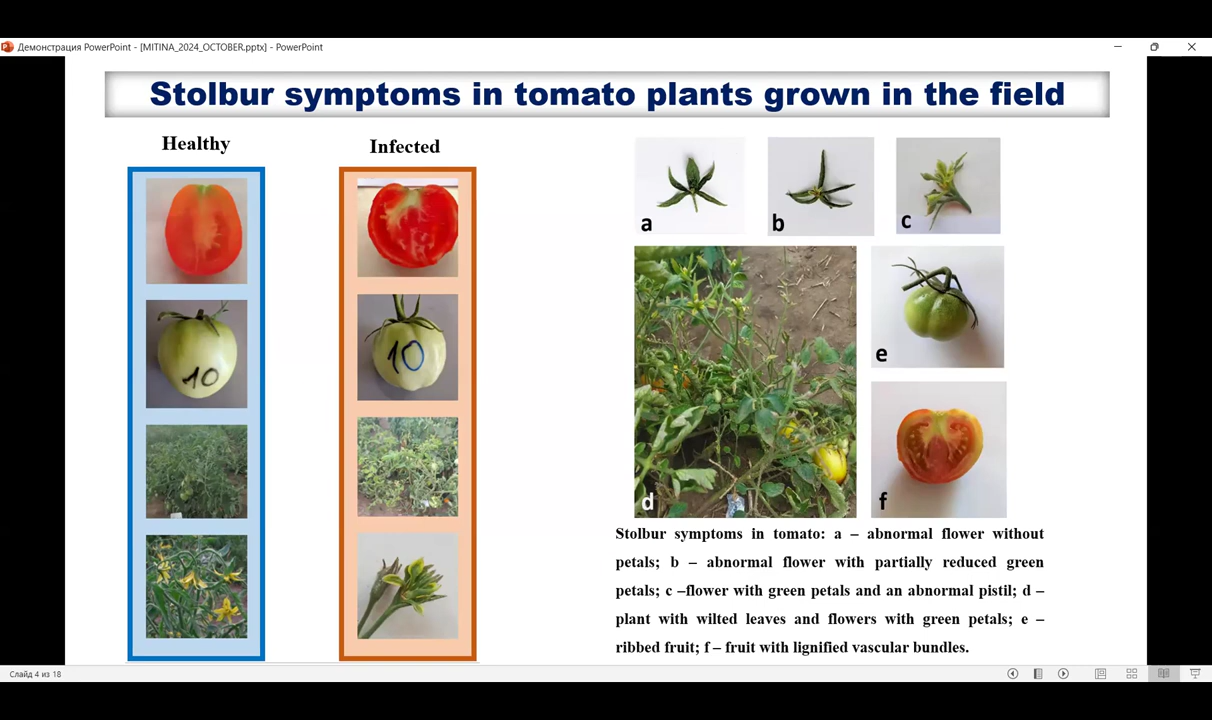 Демонстрация PowerPoint - [MITINA_2024_OCTOBER.pptx] - PowerPoint
Stolbur symptoms in tomato plants grown in the field
Healthy
Infected
10
10
a
b
c
d
e
f
Stolbur symptoms in tomato: a – abnormal flower without
petals; b – abnormal flower with partially reduced green
petals; c –flower with green petals and an abnormal pistil; d –
plant with wilted leaves and flowers with green petals; e –
ribbed fruit; f – fruit with lignified vascular bundles.
Слайд 4 из 18